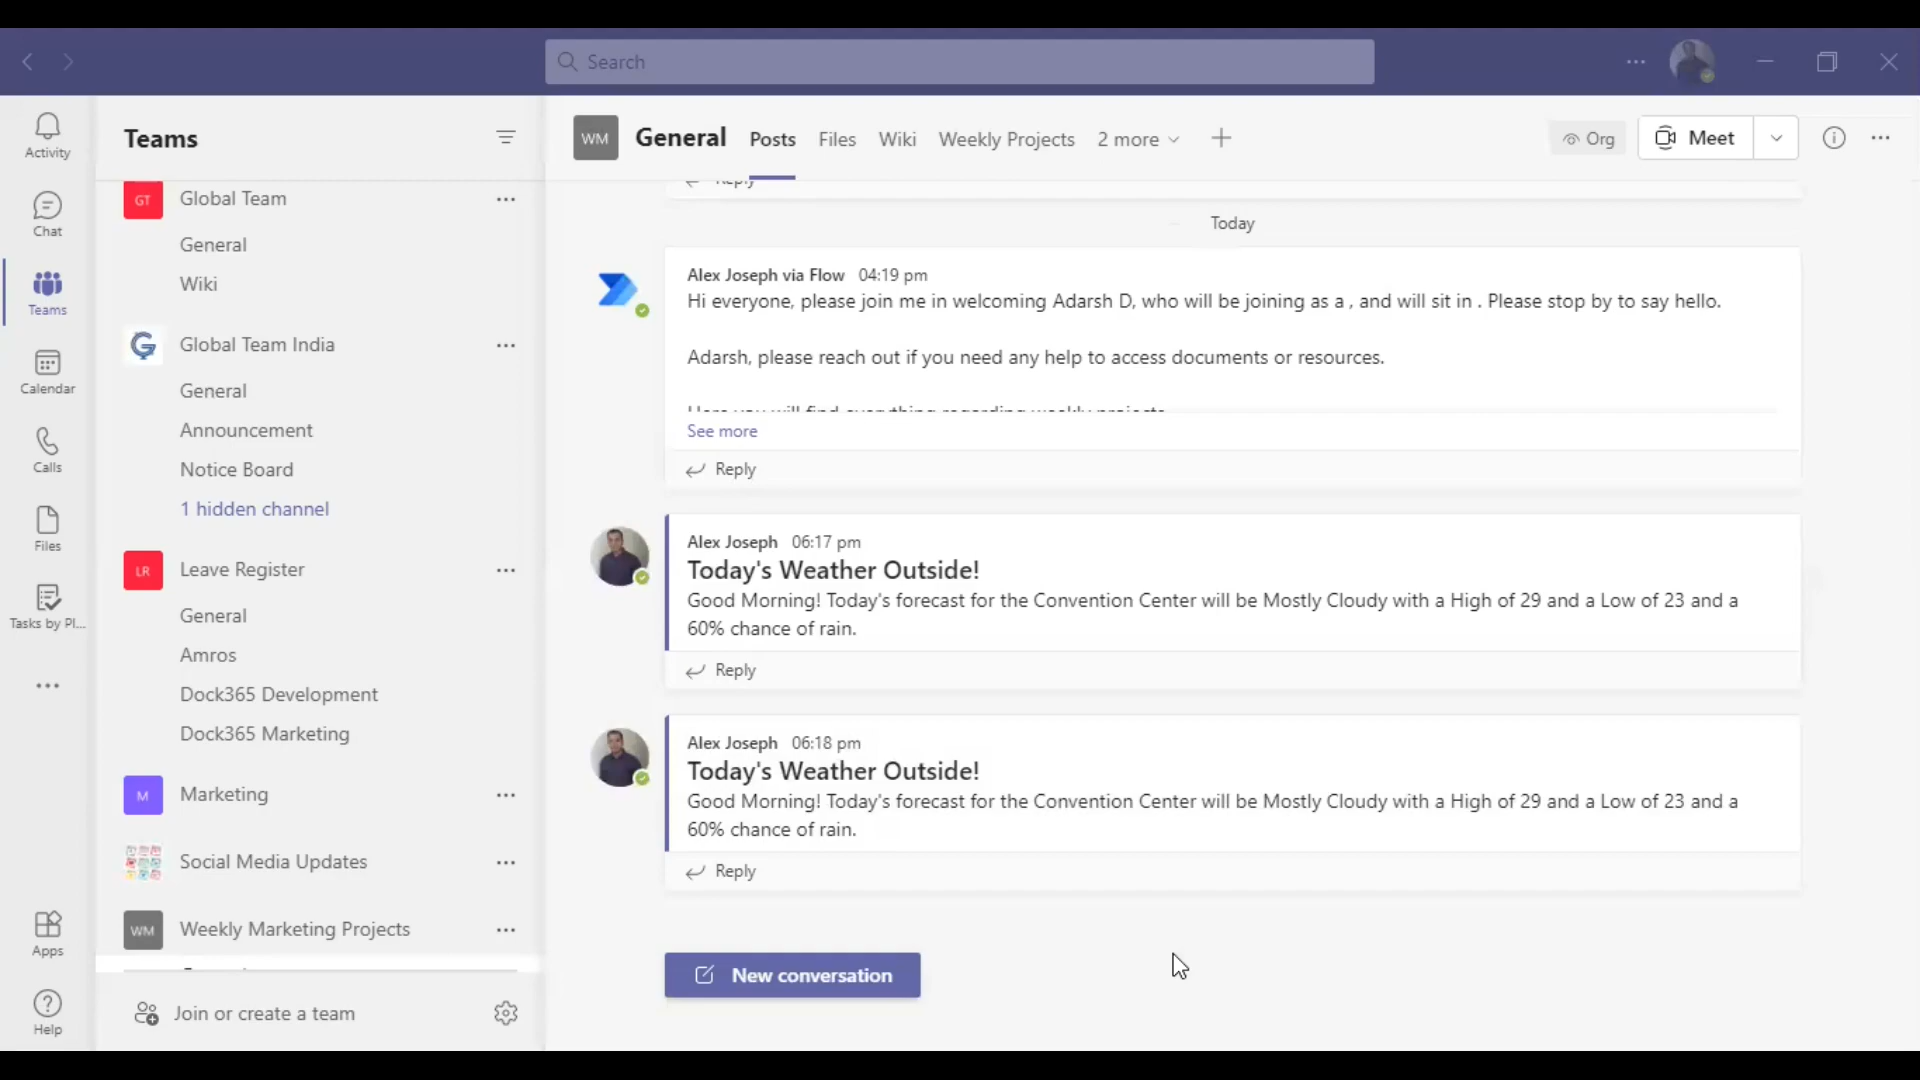 Search
Activity
Chat
Teams
Calendar
Calls
Files
Tasks by Pl...
Apps
Help
Teams
GT Global Team
General
Wiki
Global Team India
General
Announcement
Notice Board
1 hidden channel
LR Leave Register
General
Amros
Dock365 Development
Dock365 Marketing
M Marketing
Social Media Updates
WM Weekly Marketing Projects
Join or create a team
WM General Posts Files Wiki Weekly Projects 2 more Org Meet
Reply
Today
Alex Joseph via Flow 04:19 pm
Hi everyone, please join me in welcoming Adarsh D, who will be joining as a , and will sit in . Please stop by to say hello.
Adarsh, please reach out if you need any help to access documents or resources.
Here you will find everything regarding weekly projects
See more
Reply
Alex Joseph 06:17 pm
Today's Weather Outside!
Good Morning! Today's forecast for the Convention Center will be Mostly Cloudy with a High of 29 and a Low of 23 and a
60% chance of rain.
Reply
Alex Joseph 06:18 pm
Today's Weather Outside!
Good Morning! Today's forecast for the Convention Center will be Mostly Cloudy with a High of 29 and a Low of 23 and a
60% chance of rain.
Reply
New conversation